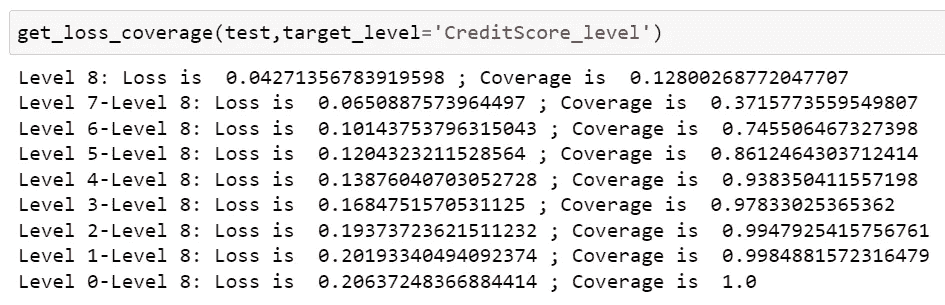 get_loss_coverage(test,target_level='CreditScore_level')
Level 8: Loss is  0.04271356783919598 ; Coverage is  0.12800268772047707
Level 7-Level 8: Loss is  0.0650887573964497 ; Coverage is  0.3715773559549807
Level 6-Level 8: Loss is  0.10143753796315043 ; Coverage is  0.745506467327398
Level 5-Level 8: Loss is  0.1204323211528564 ; Coverage is  0.8612464303712414
Level 4-Level 8: Loss is  0.13876040703052728 ; Coverage is  0.938350411557198
Level 3-Level 8: Loss is  0.1684751570531125 ; Coverage is  0.97833025365362
Level 2-Level 8: Loss is  0.19373723621511232 ; Coverage is  0.9947925415756761
Level 1-Level 8: Loss is  0.20193340494092374 ; Coverage is  0.9984881572316479
Level 0-Level 8: Loss is  0.20637248366884414 ; Coverage is  1.0